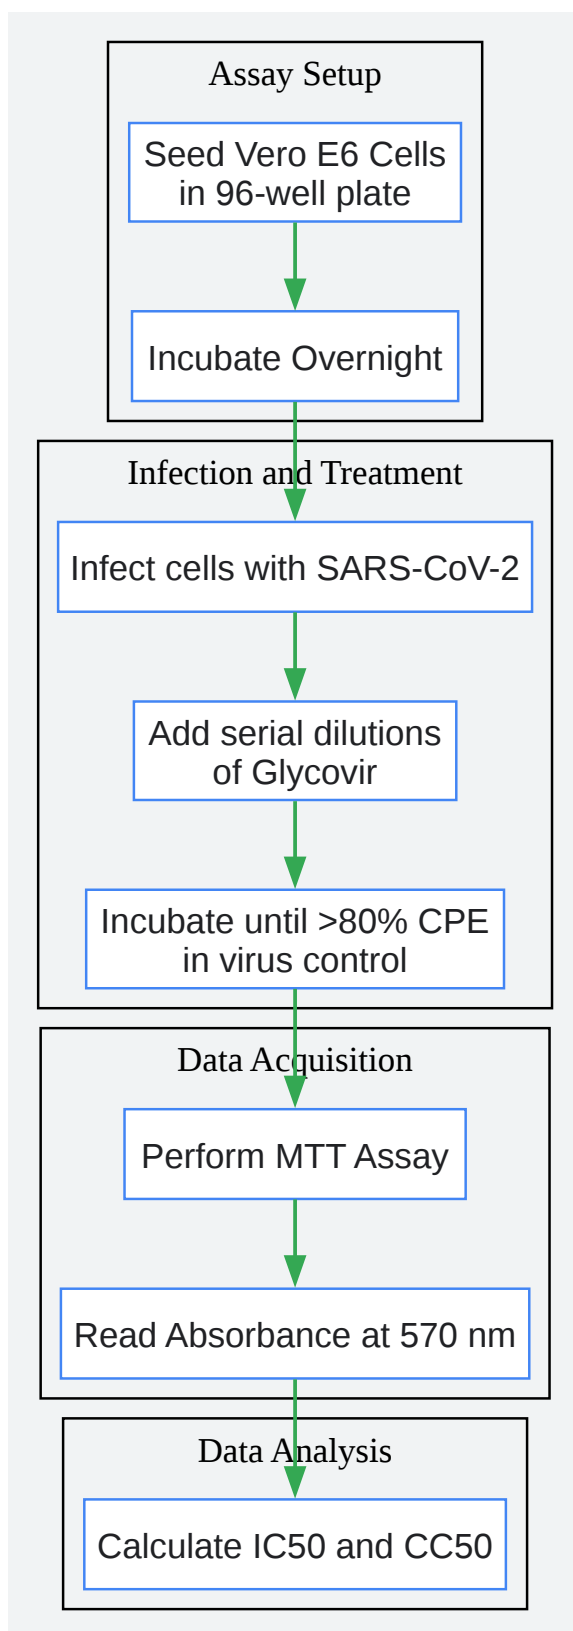 Assay Setup
Seed Vero E6 Cells
in 96-well plate
Incubate Overnight
Infection and Treatment
Infect cells with SARS-CoV-2
Add serial dilutions
of Glycovir
Incubate until >80% CPE
in virus control
Data Acquisition
Perform MTT Assay
Read Absorbance at 570 nm
Data Analysis
Calculate IC50 and CC50